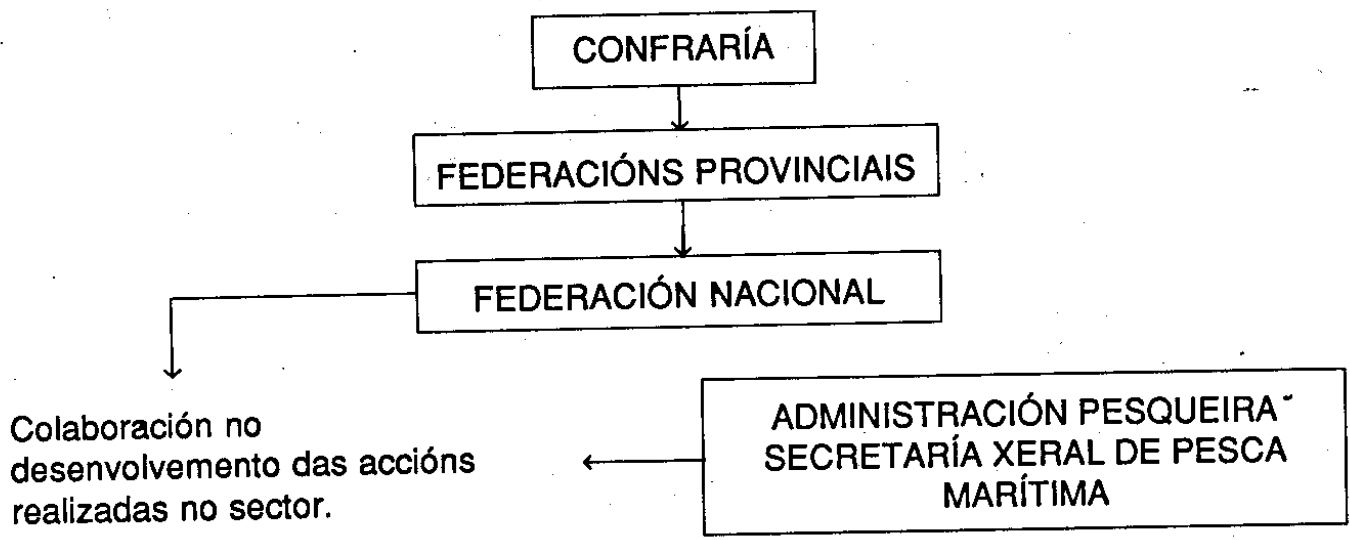 CONFRARÍA
FEDERACIÓNS PROVINCIAIS
FEDERACIÓN NACIONAL
Colaboración no
desenvolvemento das accións
realizadas no sector.
ADMINISTRACIÓN PESQUEIRA
SECRETARÍA XERAL DE PESCA
MARÍTIMA